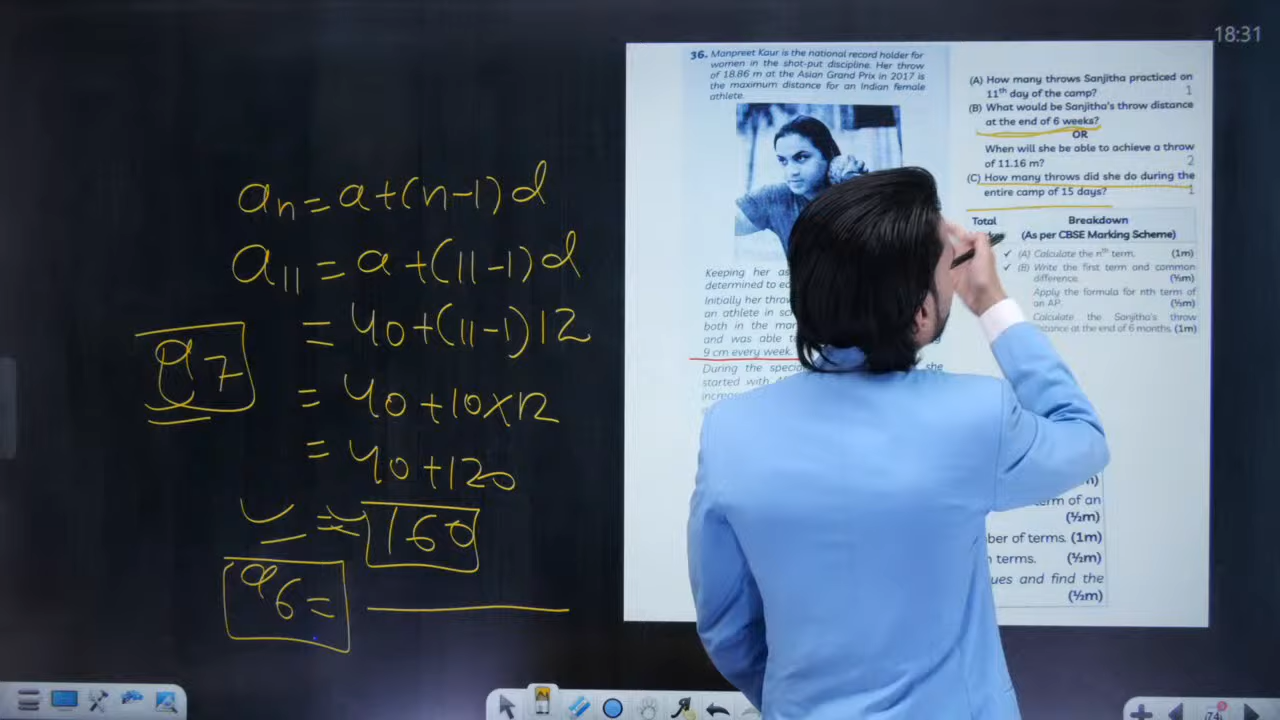 18:31
aₙ = a + (n-1) d
a₁₁ = a + (11-1) d
= 40 + (11-1) 12
a₇
= 40 + 10 × 12
= 40 + 120
= 160
a₆ =
36. Manpreet Kaur is the national record holder for
women in the shot-put discipline. Her throw
of 18.86 m at the Asian Grand Prix in 2017 is
the maximum distance for an Indian female
athlete.
Keeping her as
determined to
Initially her throw
an athlete in
both in the
and was able
9 cm every week.
During the she
started with
(A) How many throws Sanjitha practiced on
11th day of the camp? 1
(B) What would be Sanjitha's throw distance
at the end of 6 weeks?
OR
When will she be able to achieve a throw
of 11.16 m? 2
(C) How many throws did she do during the
entire camp of 15 days? 1
Total Breakdown
(As per CBSE Marking Scheme)
✓ (A) Calculate the nth term. (1m)
✓ (B) Write the first term and common
difference. (½m)
Apply the formula for nth term of
an AP. (½m)
Calculate the Sanjitha's throw
distance at the end of 6 months. (1m)
of an
(½m)
of terms. (1m)
terms. (½m)
and find the
(½m)